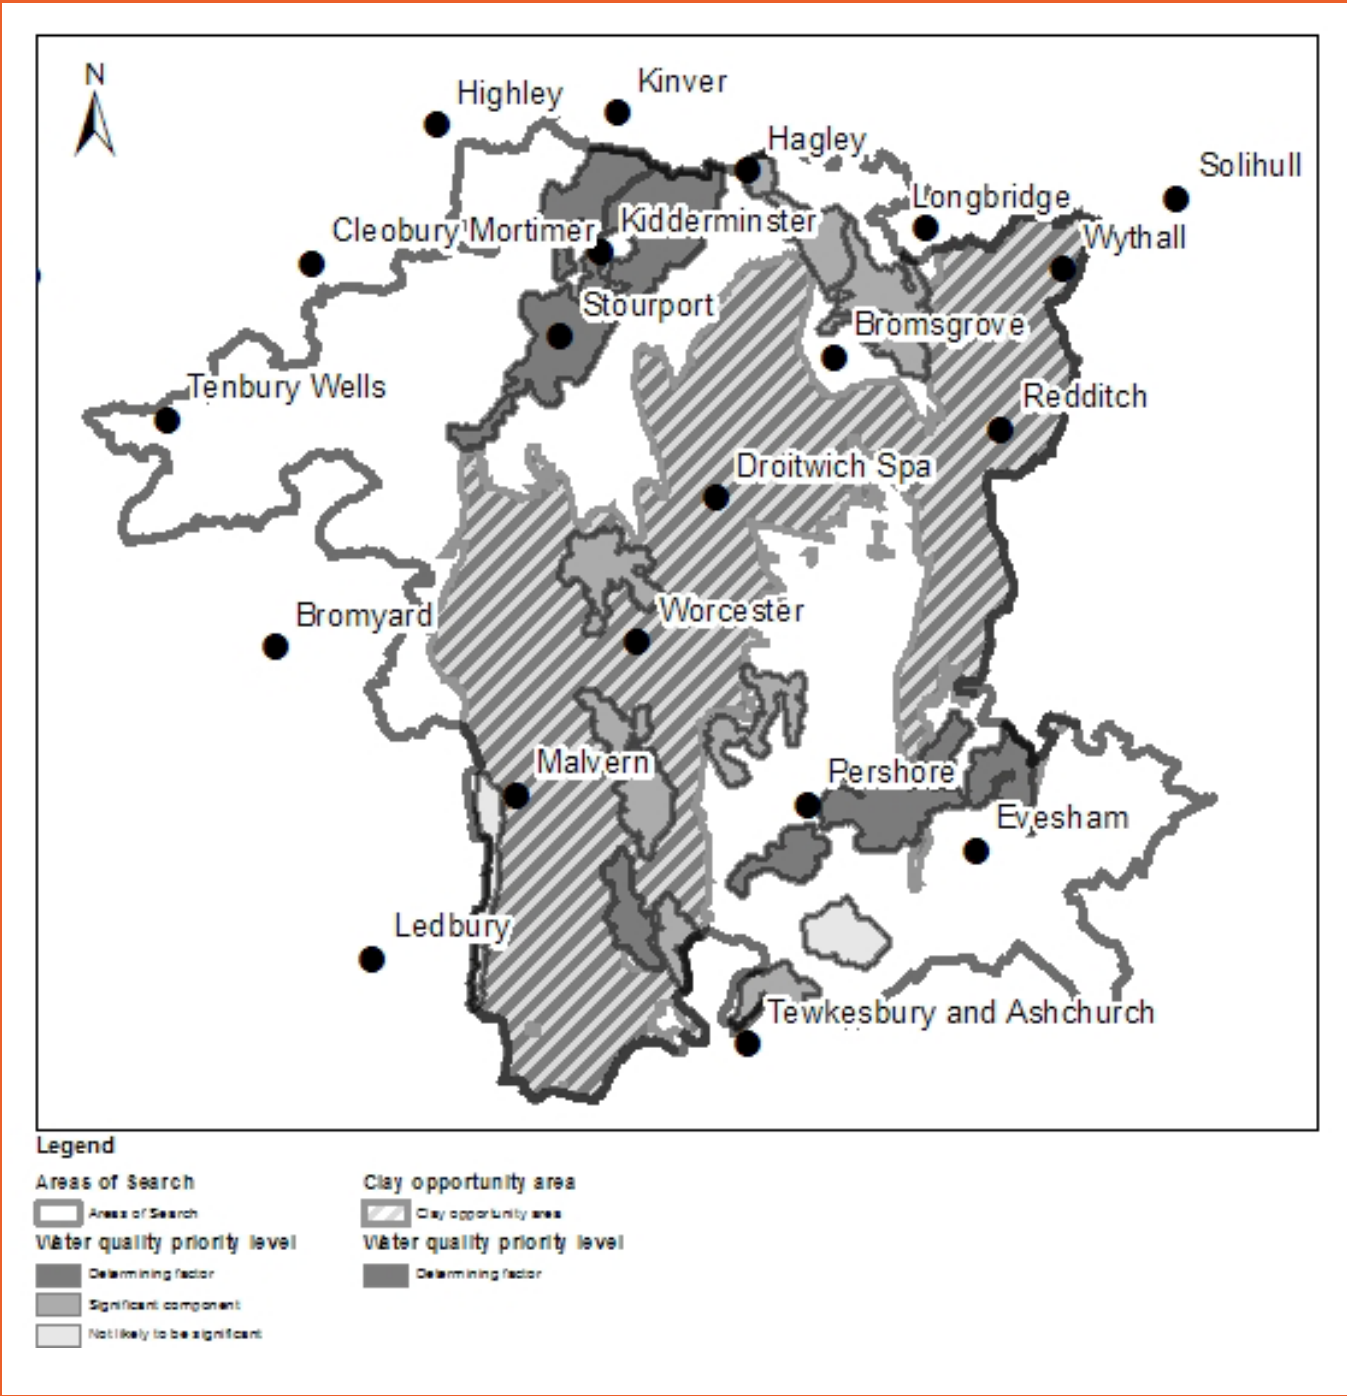 N
Kinver
Highley
Hagley
Solihull
Longbridge
Cleobury Mortimer
Kidderminster
Wythall
Stourport
Bromsgrove
Tenbury Wells
Redditch
Droitwich Spa
Bromyard
Worcester
Malvern
Pershore
Evesham
Ledbury
Tewkesbury and Ashchurch
Legend
Areas of Search
Areas of Search
Water quality priority level
Determining factor
Significant component
Not likely to be significant
Clay opportunity area
Clay opportunity area
Water quality priority level
Determining factor